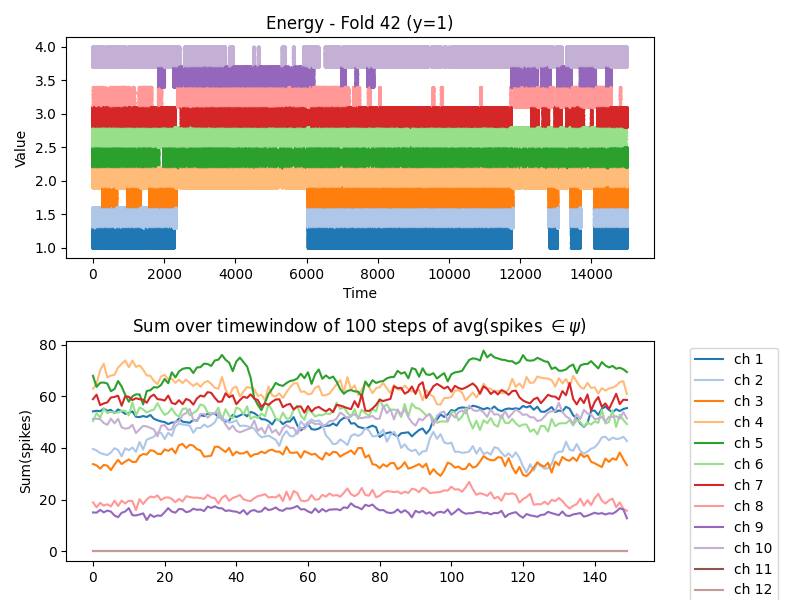 Energy - Fold 42 (y=1)
Value
4.0
3.5
3.0
2.5
2.0
1.5
1.0
0 2000 4000 6000 8000 10000 12000 14000
Time
Sum over timewindow of 100 steps of avg(spikes ∈ ψ)
Sum(spikes)
80
60
40
20
0
0 20 40 60 80 100 120 140
ch 1
ch 2
ch 3
ch 4
ch 5
ch 6
ch 7
ch 8
ch 9
ch 10
ch 11
ch 12